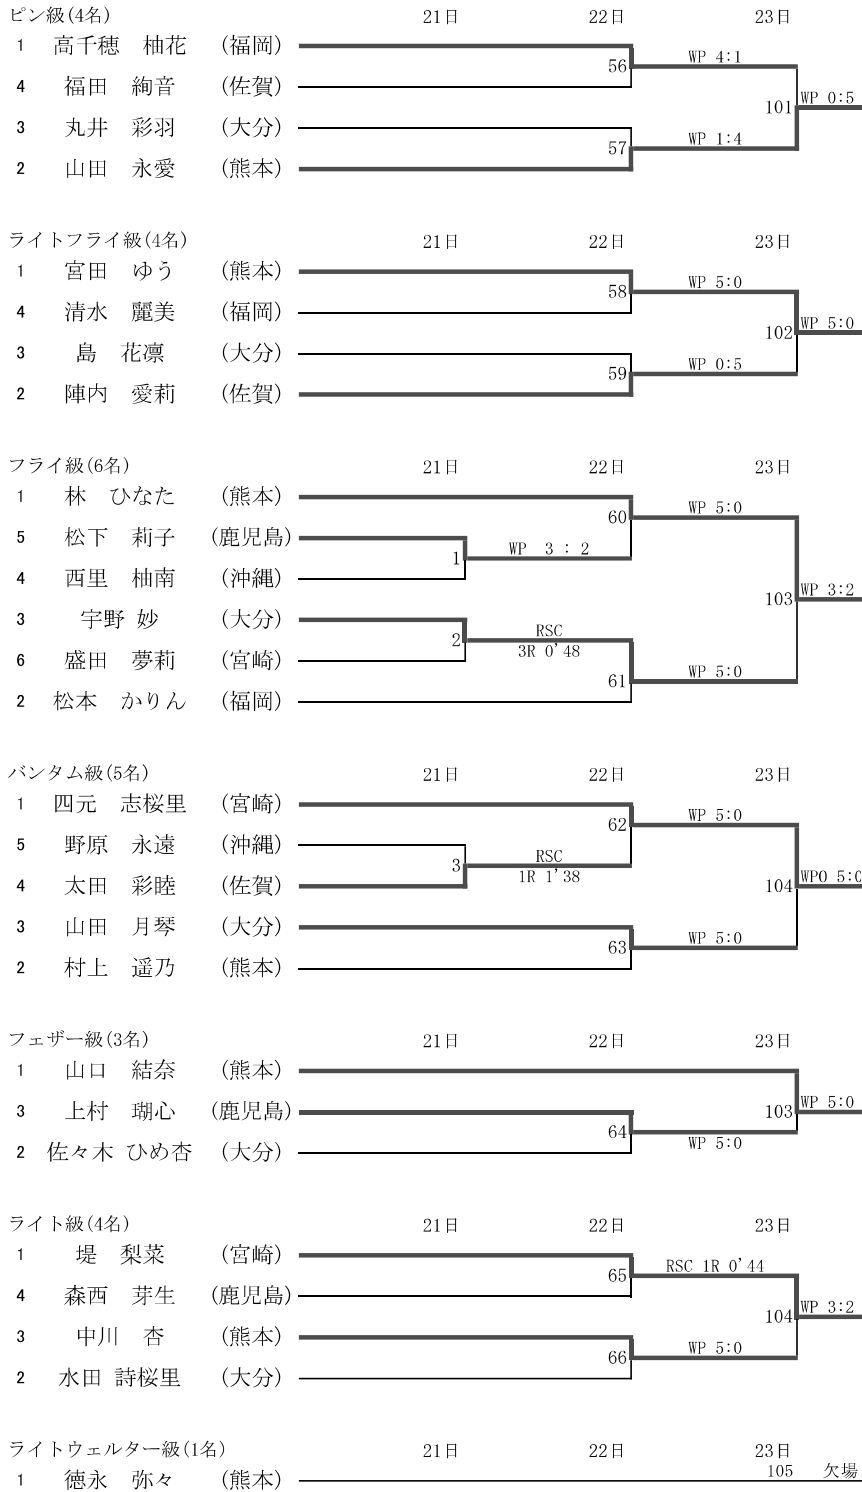 ピン級(4名) 21日 22日 23日
1 高千穂 柚花 (福岡)
56 WP 4:1
4 福田 絢音 (佐賀)
101 WP 0:5
3 丸井 彩羽 (大分)
57 WP 1:4
2 山田 永愛 (熊本)
ライトフライ級(4名) 21日 22日 23日
1 宮田 ゆう (熊本)
58 WP 5:0
4 清水 麗美 (福岡)
102 WP 5:0
3 島 花凛 (大分)
59 WP 0:5
2 陣内 愛莉 (佐賀)
フライ級(6名) 21日 22日 23日
1 林 ひなた (熊本)
60 WP 5:0
5 松下 莉子 (鹿児島)
1 WP 3 : 2
4 西里 柚南 (沖縄)
103 WP 3:2
3 宇野 妙 (大分)
2 RSC
3R 0'48
6 盛田 夢莉 (宮崎)
61 WP 5:0
2 松本 かりん (福岡)
バンタム級(5名) 21日 22日 23日
1 四元 志桜里 (宮崎)
62 WP 5:0
5 野原 永遠 (沖縄)
3 RSC
1R 1'38
4 太田 彩睦 (佐賀)
104 WPO 5:0
3 山田 月琴 (大分)
63 WP 5:0
2 村上 遥乃 (熊本)
フェザー級(3名) 21日 22日 23日
1 山口 結奈 (熊本)
3 上村 瑚心 (鹿児島)
103 WP 5:0
64 WP 5:0
2 佐々木 ひめ杏 (大分)
ライト級(4名) 21日 22日 23日
1 堤 梨菜 (宮崎)
65 RSC 1R 0'44
4 森西 芽生 (鹿児島)
104 WP 3:2
3 中川 杏 (熊本)
66 WP 5:0
2 水田 詩桜里 (大分)
ライトウェルター級(1名) 21日 22日 23日
105 欠場
1 徳永 弥々 (熊本)